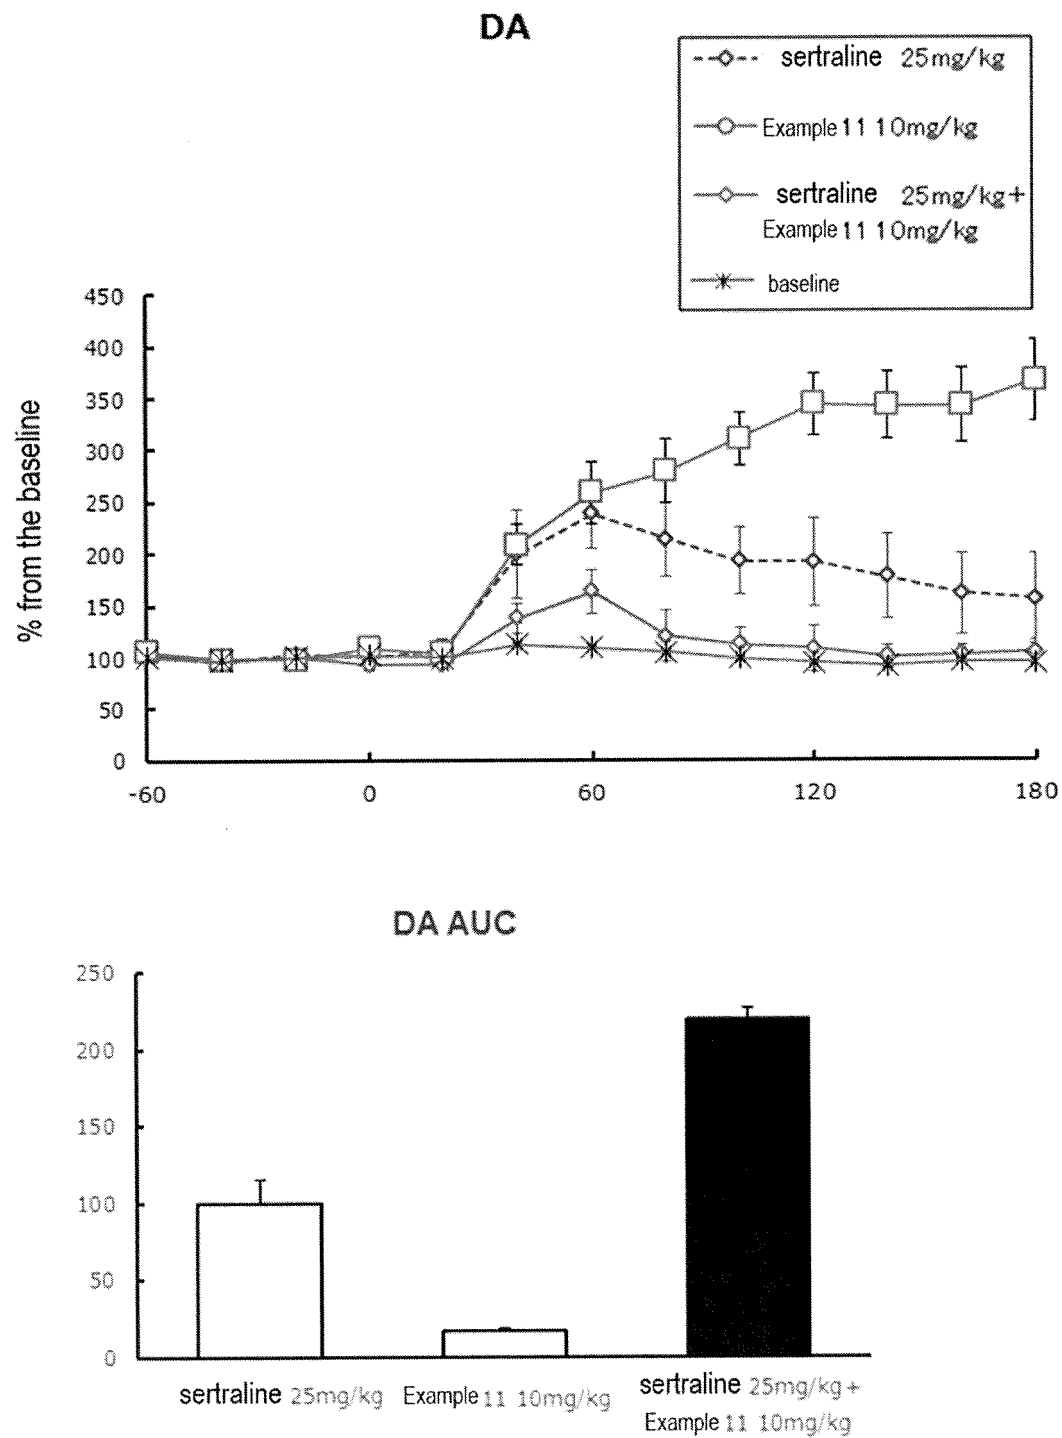 DA
sertraline 25mg/kg
Example 11 10mg/kg
sertraline 25mg/kg+
Example 11 10mg/kg
baseline
% from the baseline
450
400
350
300
250
200
150
100
50
0
-60 0 60 120 180
DA AUC
250
200
150
100
50
0
sertraline 25mg/kg Example 11 10mg/kg sertraline 25mg/kg+
Example 11 10mg/kg